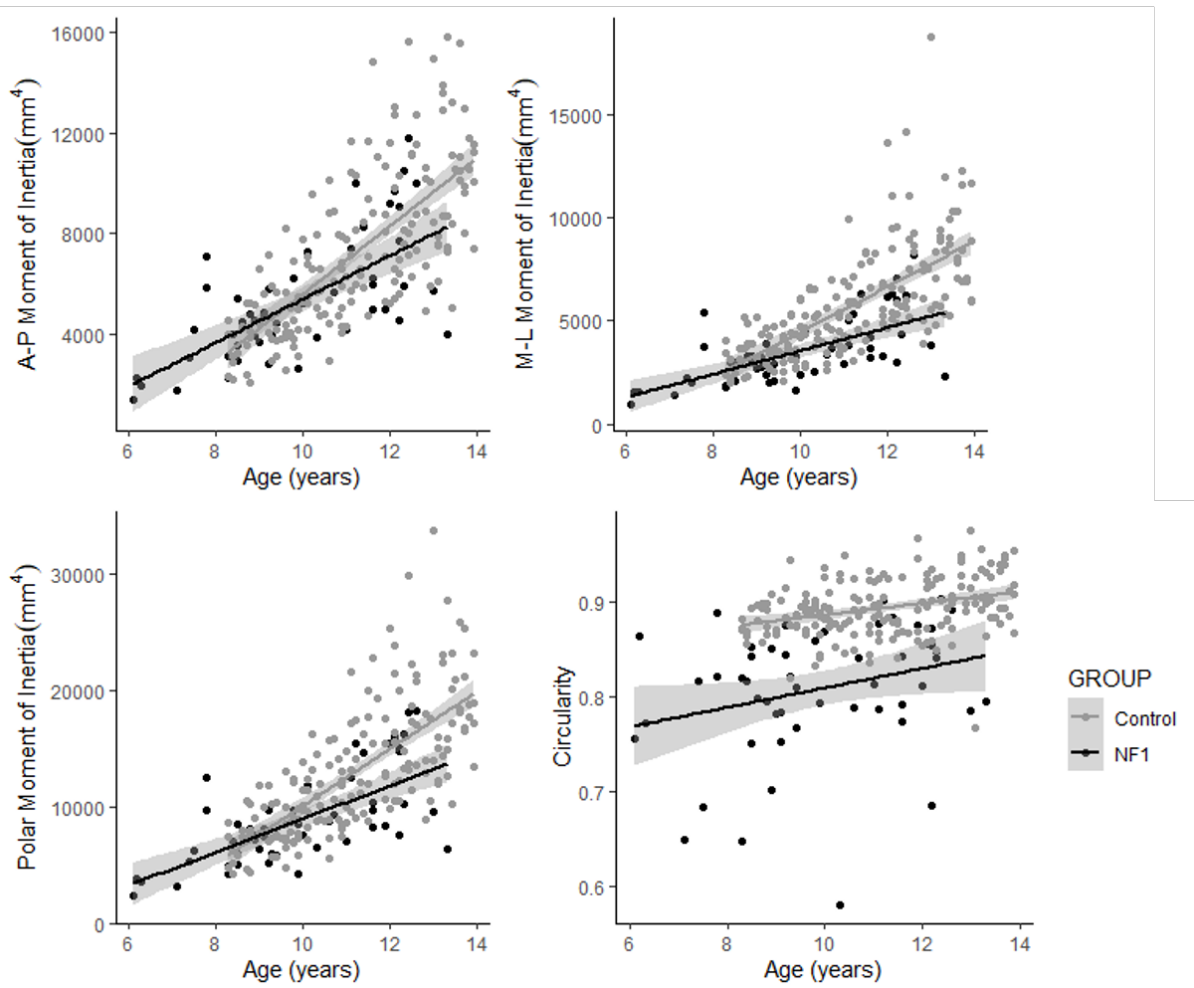 A-P Moment of Inertia(mm⁴)
16000
12000
8000
4000
6 8 10 12 14
Age (years)
M-L Moment of Inertia(mm⁴)
15000
10000
5000
0
6 8 10 12 14
Age (years)
Polar Moment of Inertia(mm⁴)
30000
20000
10000
0
6 8 10 12 14
Age (years)
Circularity
0.9
0.8
0.7
0.6
6 8 10 12 14
Age (years)
GROUP
Control
NF1